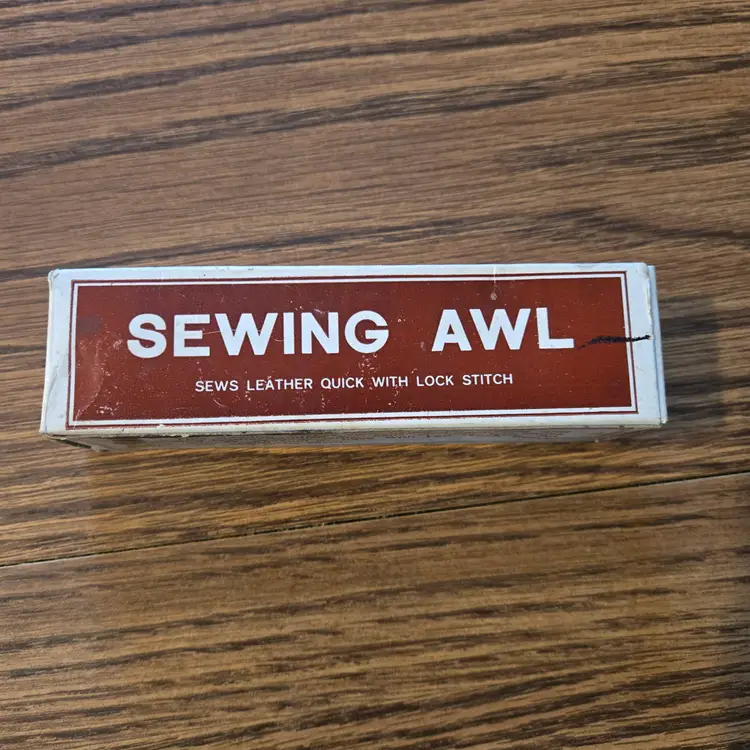 SEWING AWL
SEWS LEATHER QUICK WITH LOCK STITCH